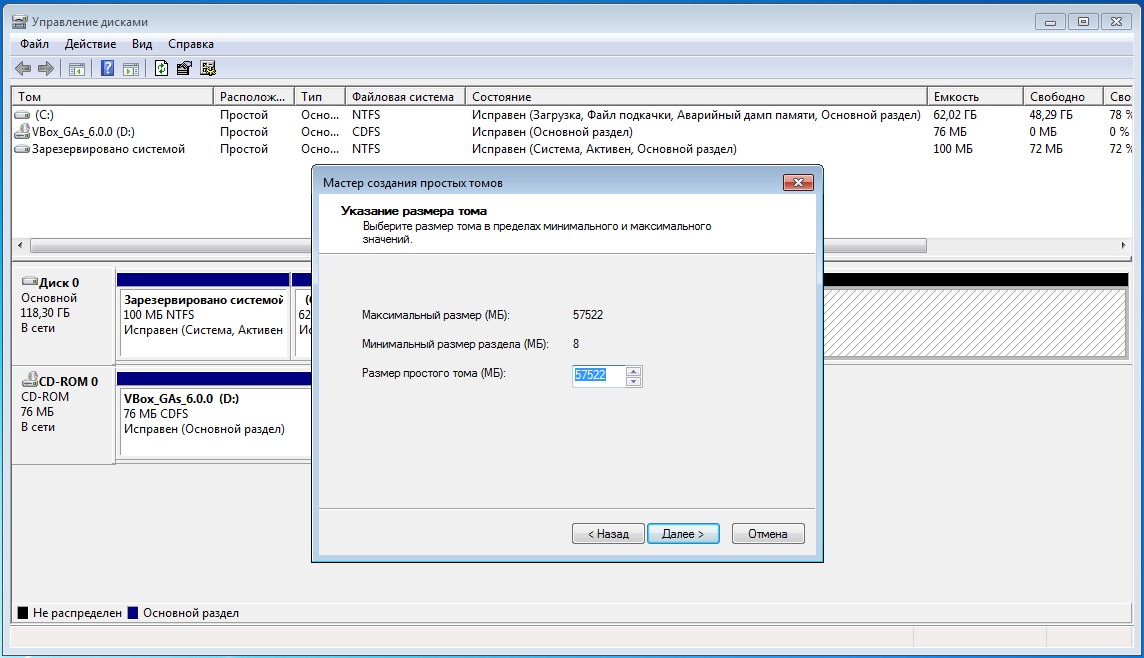 Управление дисками
Файл Действие Вид Справка
Том Располож... Тип Файловая система Состояние Емкость Свободно Сво
(C:) Простой Осно... NTFS Исправен (Загрузка, Файл подкачки, Аварийный дамп памяти, Основной раздел) 62,02 ГБ 48,29 ГБ 78 %
VBox_GAs_6.0.0 (D:) Простой Осно... CDFS Исправен (Основной раздел) 76 МБ 0 МБ 0 %
Зарезервировано системой Простой Осно... NTFS Исправен (Система, Активен, Основной раздел) 100 МБ 72 МБ 72 %
Мастер создания простых томов
Указание размера тома
Выберите размер тома в пределах минимального и максимального
значений.
Максимальный размер (МБ): 57522
Минимальный размер раздела (МБ): 8
Размер простого тома (МБ): 57522
< Назад Далее > Отмена
Диск 0
Основной
118,30 ГБ
В сети
Зарезервировано системой
100 МБ NTFS
Исправен (Система, Активен
(
62
Ис
CD-ROM 0
CD-ROM
76 МБ
В сети
VBox_GAs_6.0.0 (D:)
76 МБ CDFS
Исправен (Основной раздел)
Не распределен Основной раздел